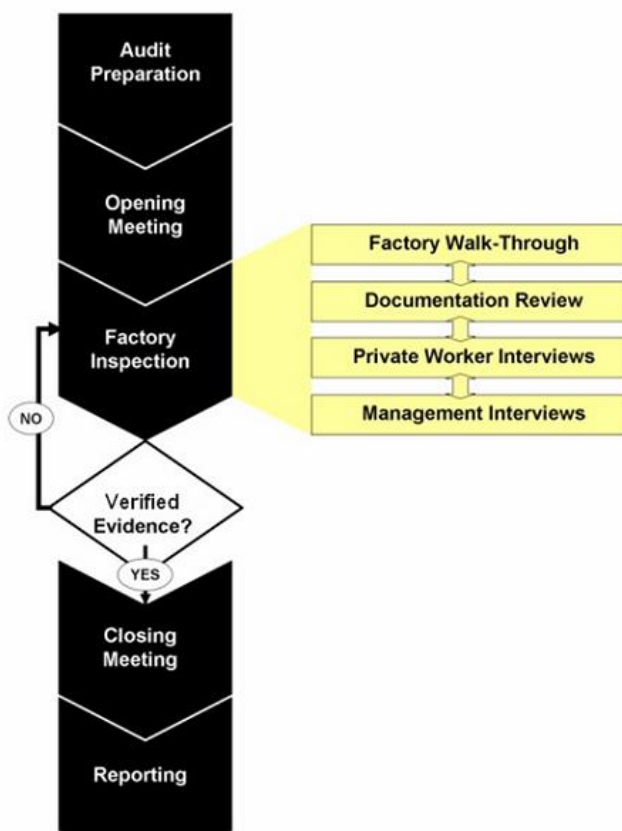 Audit
Preparation
Opening
Meeting
Factory Walk-Through
Documentation Review
Factory
Inspection
Private Worker Interviews
Management Interviews
NO
Verified
Evidence?
YES
Closing
Meeting
Reporting